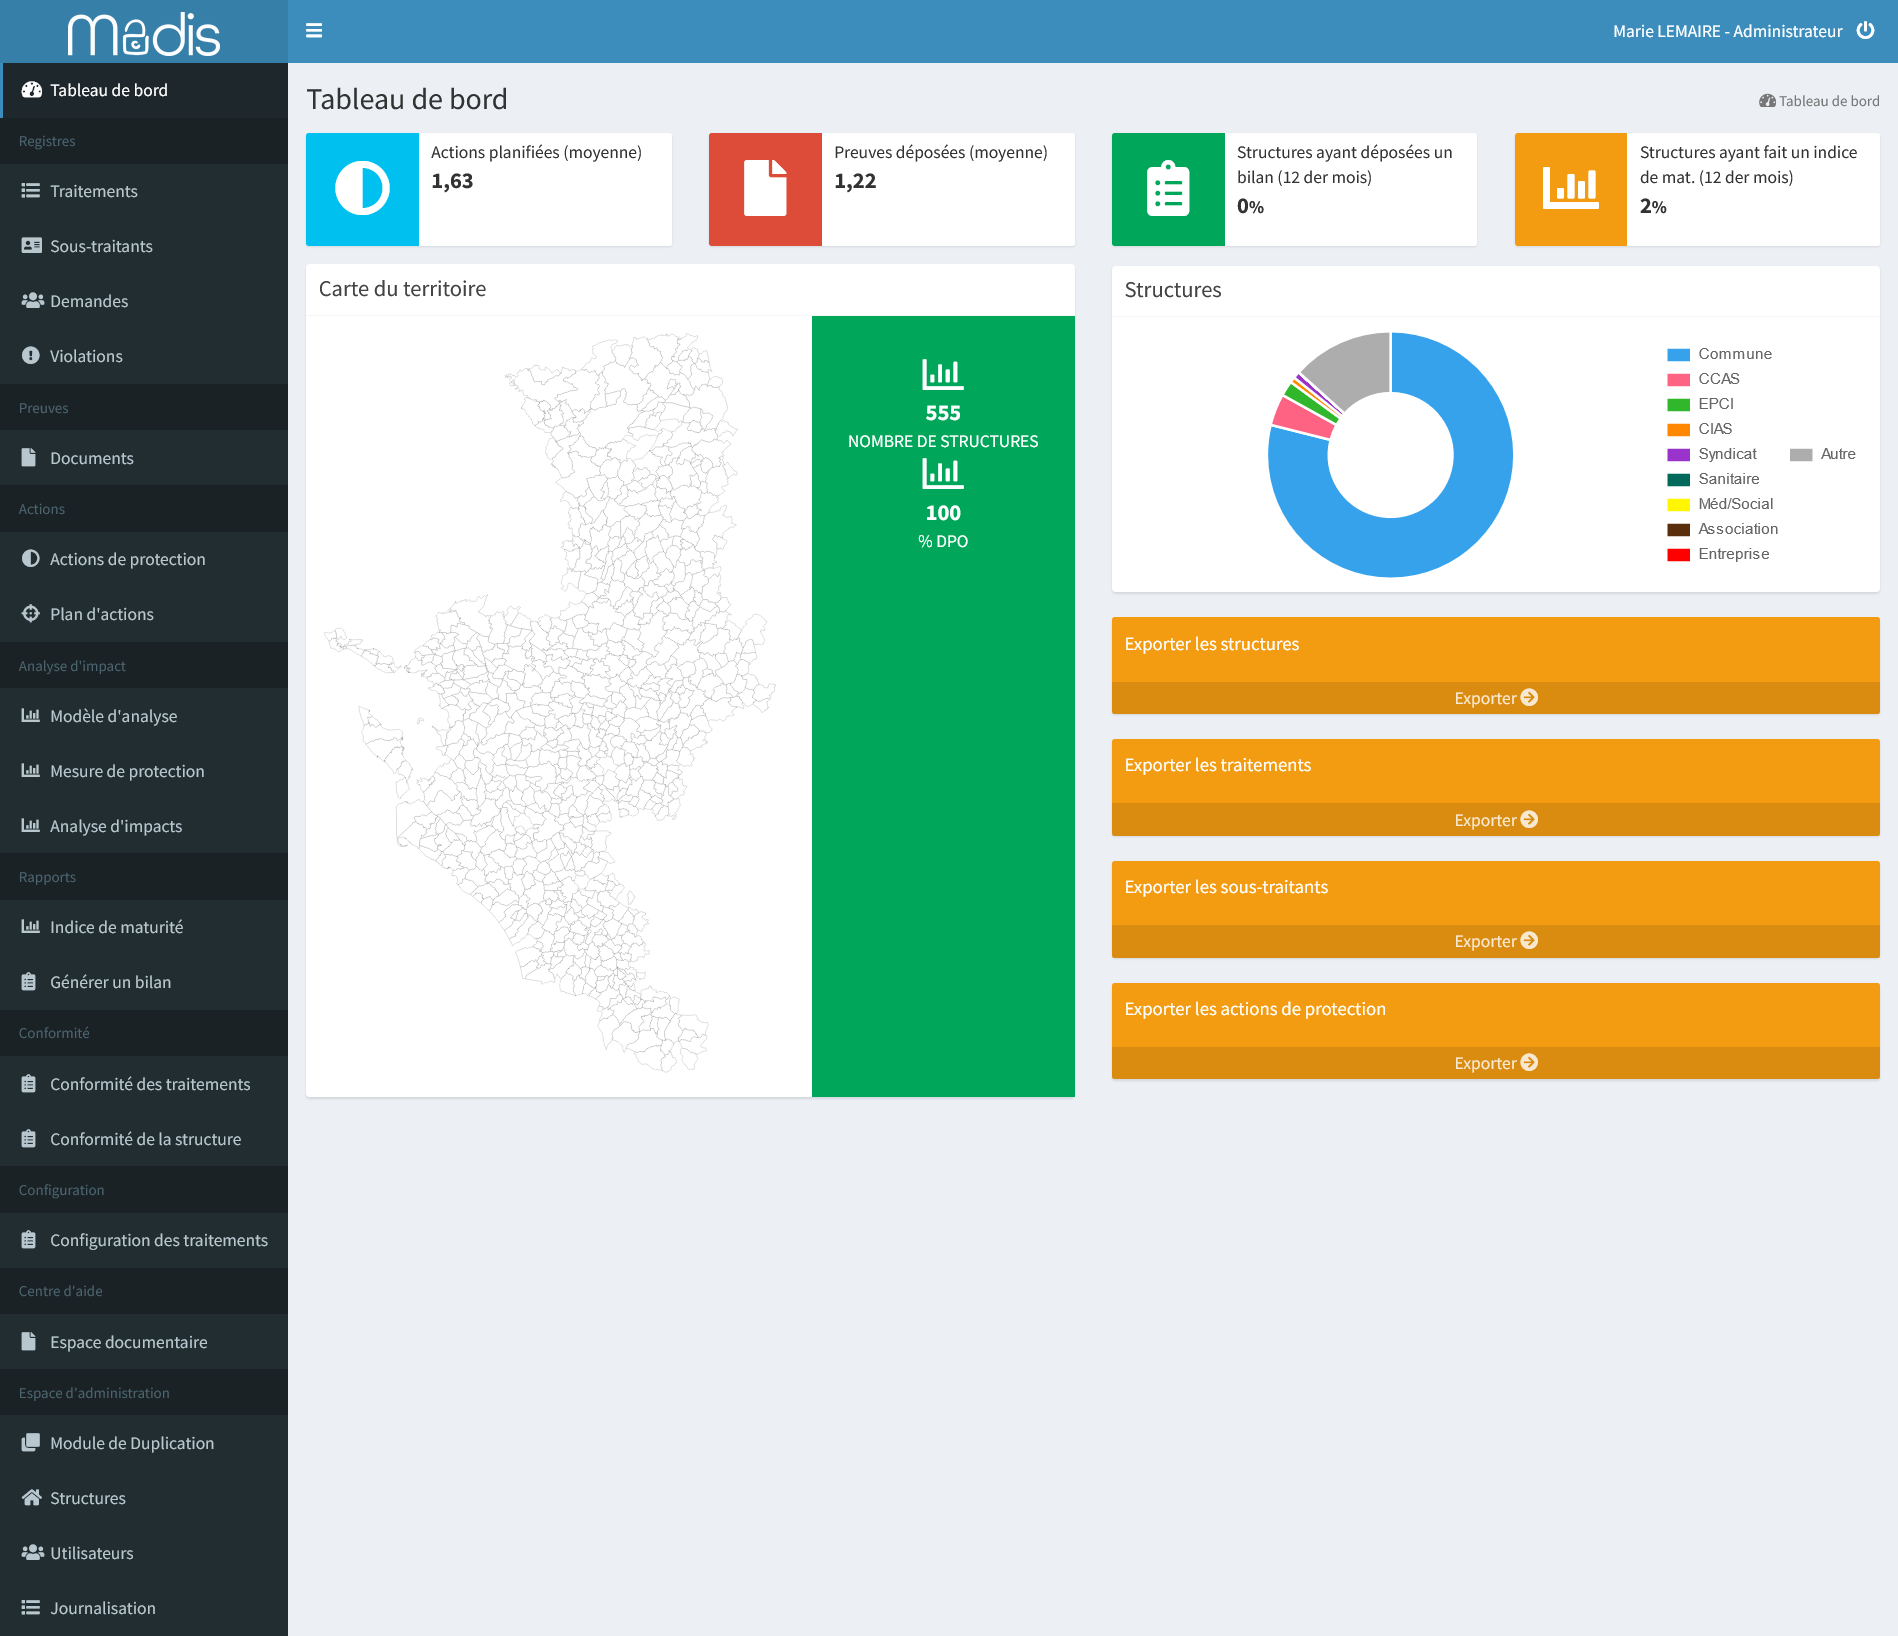 Madis
Marie LEMAIRE - Administrateur
Tableau de bord
Registres
Traitements
Sous-traitants
Demandes
Violations
Preuves
Documents
Actions
Actions de protection
Plan d'actions
Analyse d'impact
Modèle d'analyse
Mesure de protection
Analyse d'impacts
Rapports
Indice de maturité
Générer un bilan
Conformité
Conformité des traitements
Conformité de la structure
Configuration
Configuration des traitements
Centre d'aide
Espace documentaire
Espace d'administration
Module de Duplication
Structures
Utilisateurs
Journalisation
Tableau de bord
Tableau de bord
Actions planifiées (moyenne)
1,63
Preuves déposées (moyenne)
1,22
Structures ayant déposées un
bilan (12 der mois)
0%
Structures ayant fait un indice
de mat. (12 der mois)
2%
Carte du territoire
555
NOMBRE DE STRUCTURES
100
% DPO
Structures
Commune
CCAS
EPCI
CIAS
Syndicat
Sanitaire
Méd/Social
Association
Entreprise
Autre
Exporter les structures
Exporter
Exporter les traitements
Exporter
Exporter les sous-traitants
Exporter
Exporter les actions de protection
Exporter